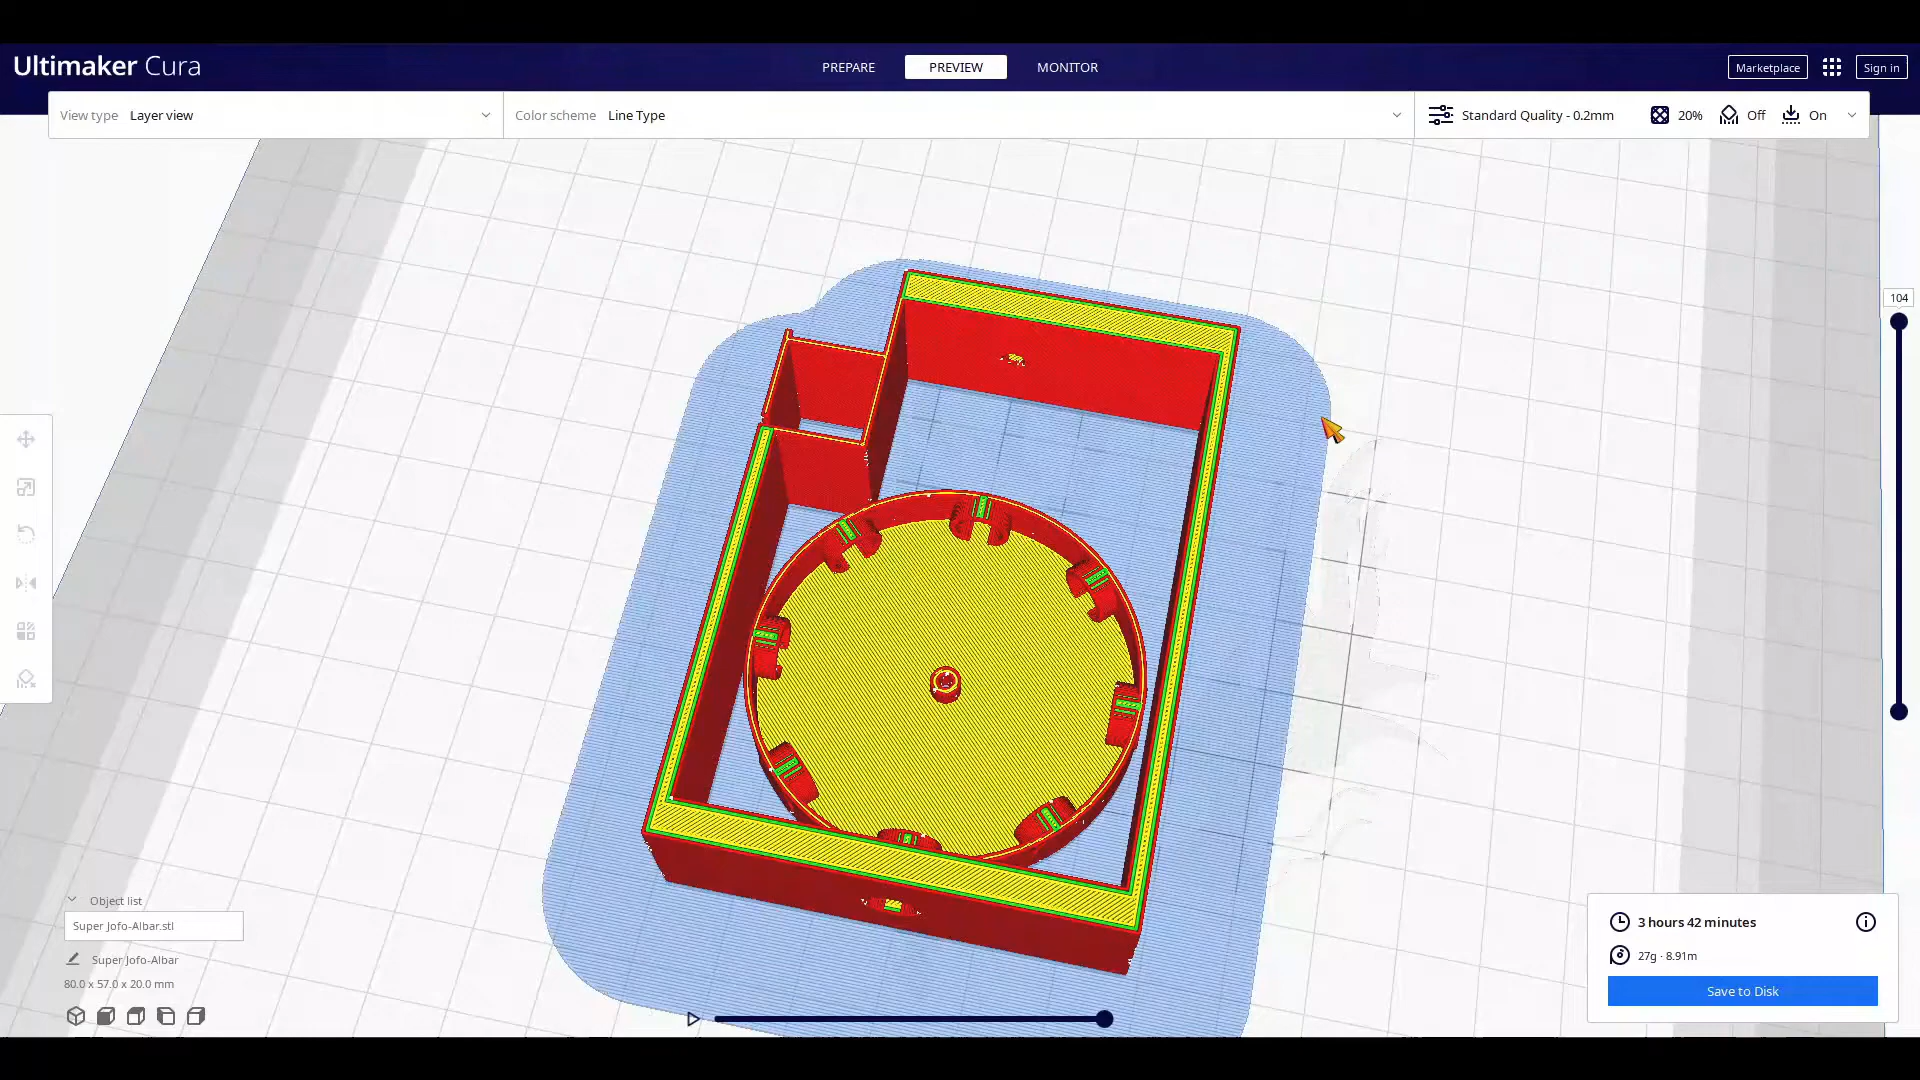 Ultimaker Cura
PREPARE
PREVIEW
MONITOR
Marketplace
Sign in
View type Layer view
Color scheme Line Type
Standard Quality - 0.2mm
20%
Off
On
104
Object list
Super Jofo-Albar.stl
Super Jofo-Albar
80.0 x 57.0 x 20.0 mm
3 hours 42 minutes
27g · 8.91m
Save to Disk